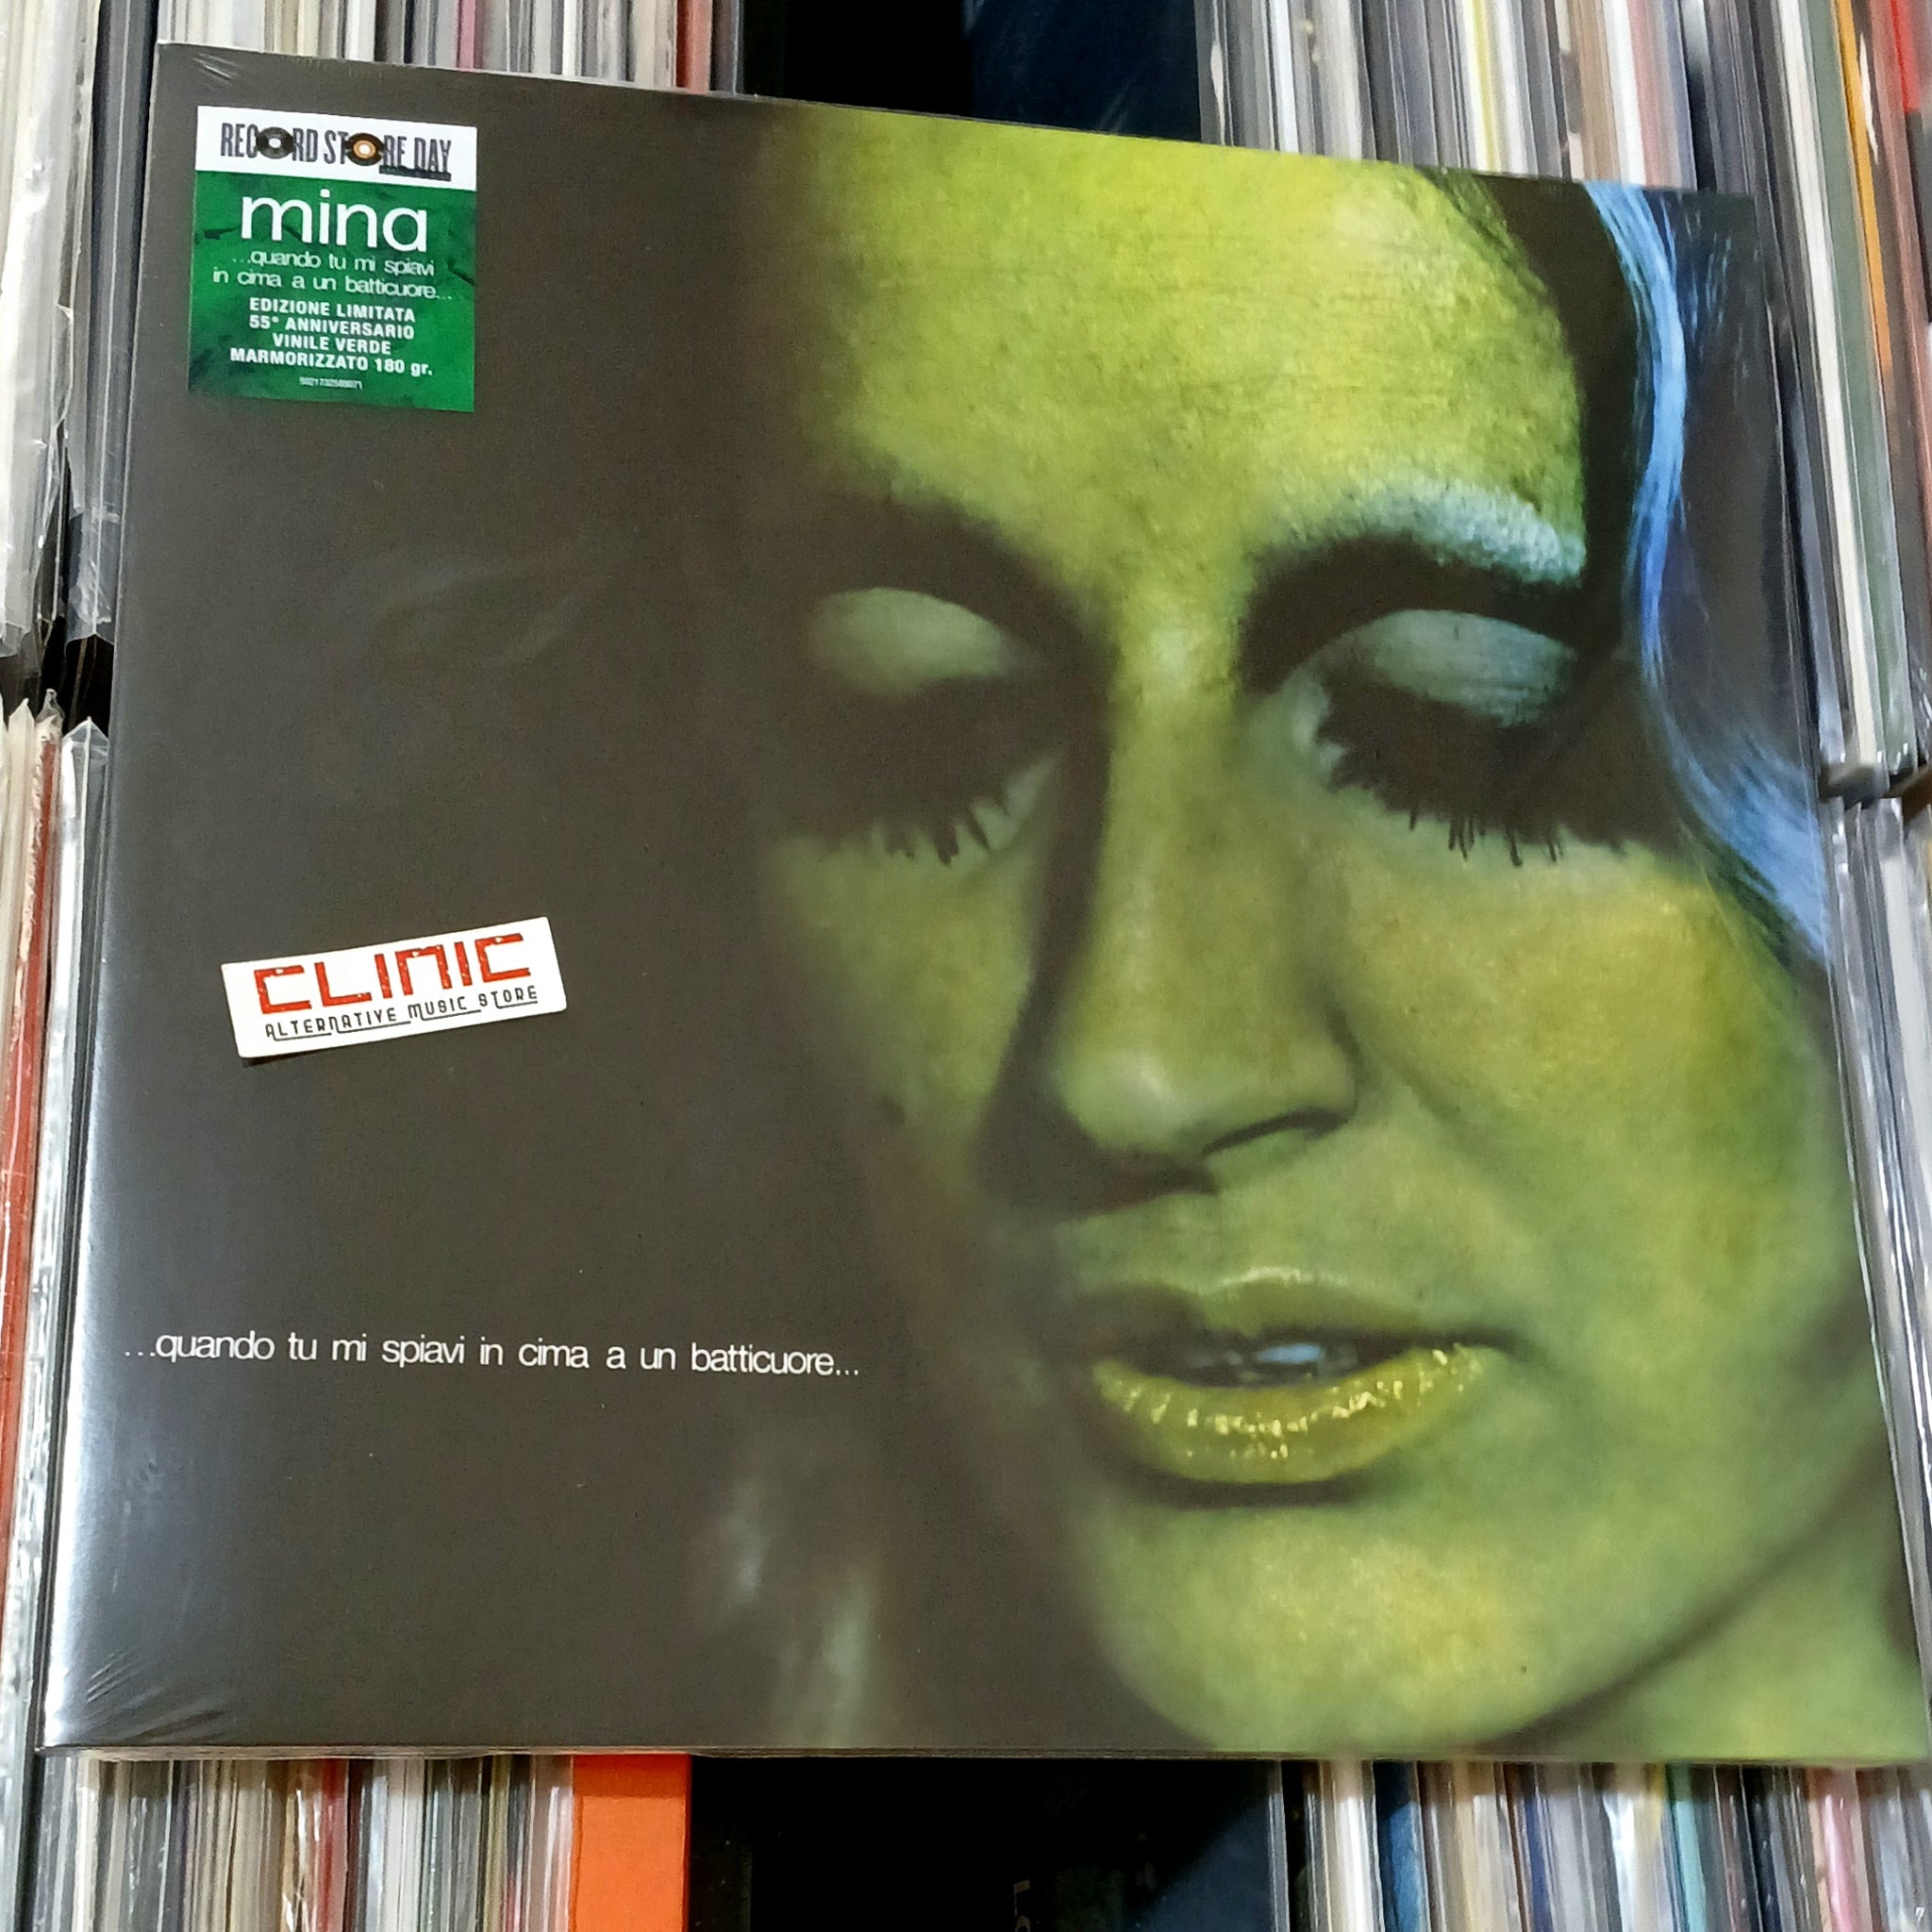 RECORD STORE DAY
mina
...quando tu mi spiavi
in cima a un batticuore...
EDIZIONE LIMITATA
55° ANNIVERSARIO
VINILE VERDE
MARMORIZZATO 180 gr.
CLINIC
ALTERNATIVE MUSIC STORE
...quando tu mi spiavi in cima a un batticuore...